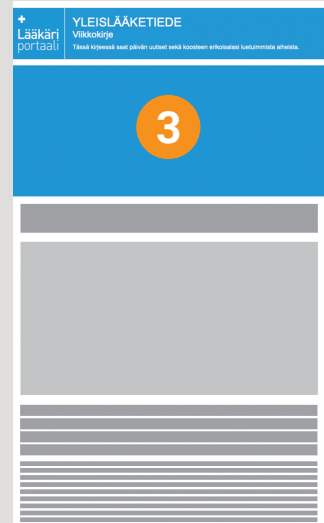 +
Lääkäri
portaali
YLEISLÄÄKETIEDE
Viikkokirje
Tässä kirjeessä saat päivän uutiset sekä koosteen erikoisalasi luetuimmista aiheista.
3